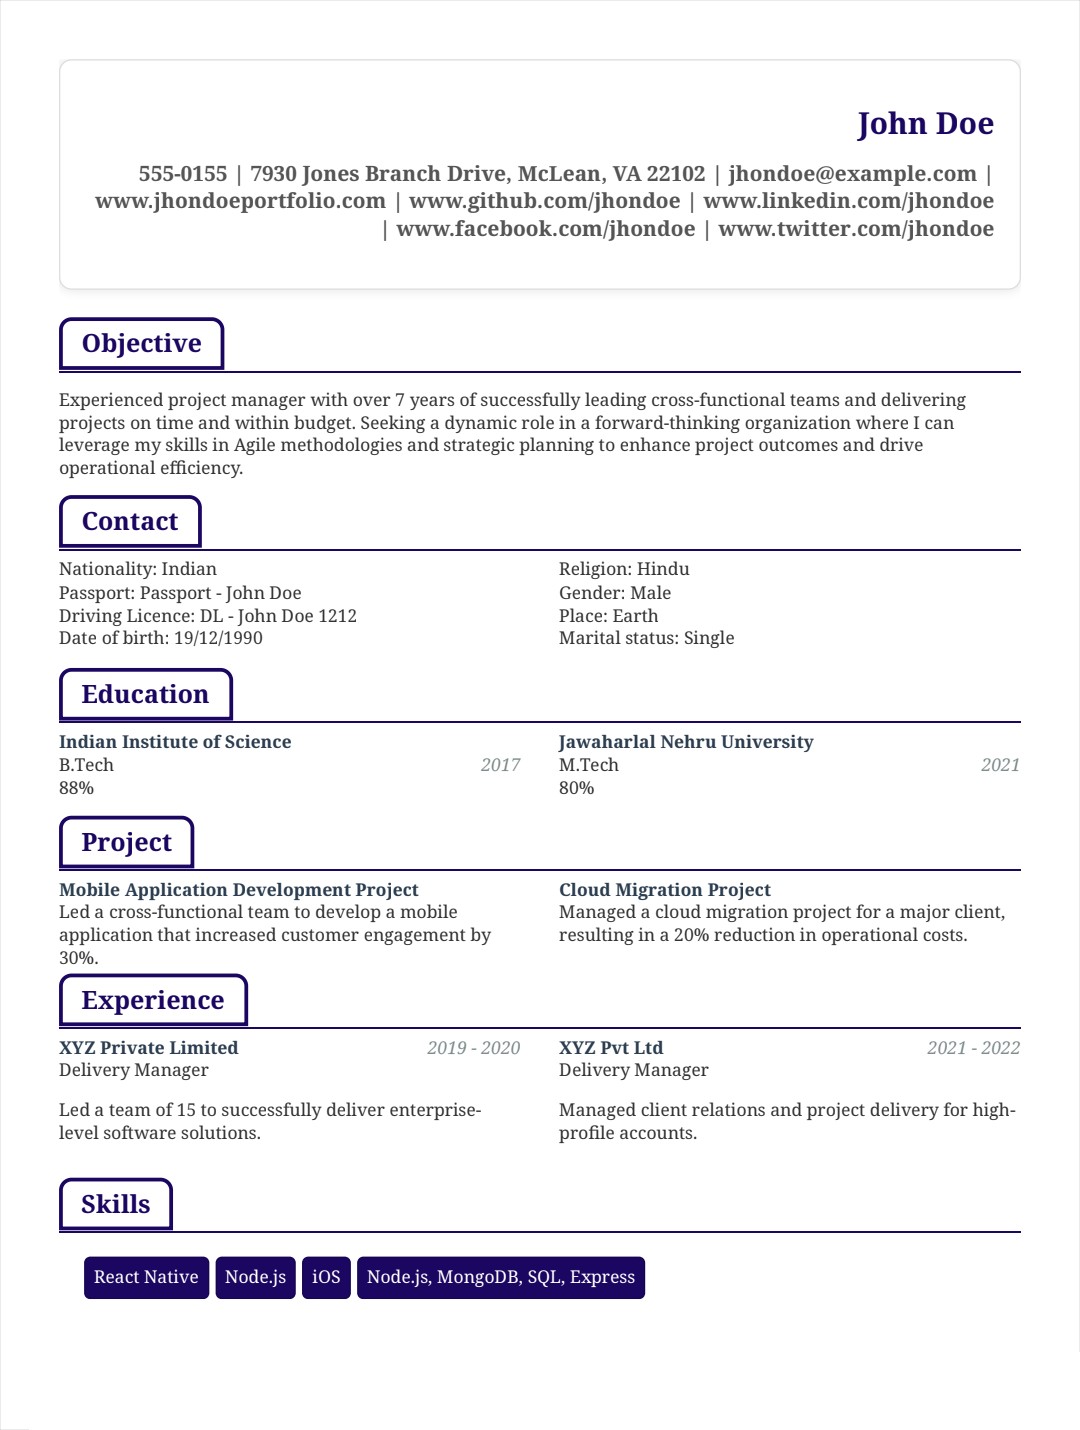 John Doe
555-0155 | 7930 Jones Branch Drive, McLean, VA 22102 | jhondoe@example.com |
www.jhondoeportfolio.com | www.github.com/jhondoe | www.linkedin.com/jhondoe
| www.facebook.com/jhondoe | www.twitter.com/jhondoe
Objective
Experienced project manager with over 7 years of successfully leading cross-functional teams and delivering
projects on time and within budget. Seeking a dynamic role in a forward-thinking organization where I can
leverage my skills in Agile methodologies and strategic planning to enhance project outcomes and drive
operational efficiency.
Contact
Nationality: Indian
Passport: Passport - John Doe
Driving Licence: DL - John Doe 1212
Date of birth: 19/12/1990
Religion: Hindu
Gender: Male
Place: Earth
Marital status: Single
Education
Indian Institute of Science
B.Tech 2017
88%
Jawaharlal Nehru University
M.Tech 2021
80%
Project
Mobile Application Development Project
Led a cross-functional team to develop a mobile
application that increased customer engagement by
30%.
Cloud Migration Project
Managed a cloud migration project for a major client,
resulting in a 20% reduction in operational costs.
Experience
XYZ Private Limited 2019 - 2020
Delivery Manager
Led a team of 15 to successfully deliver enterprise-
level software solutions.
XYZ Pvt Ltd 2021 - 2022
Delivery Manager
Managed client relations and project delivery for high-
profile accounts.
Skills
React Native Node.js iOS Node.js, MongoDB, SQL, Express